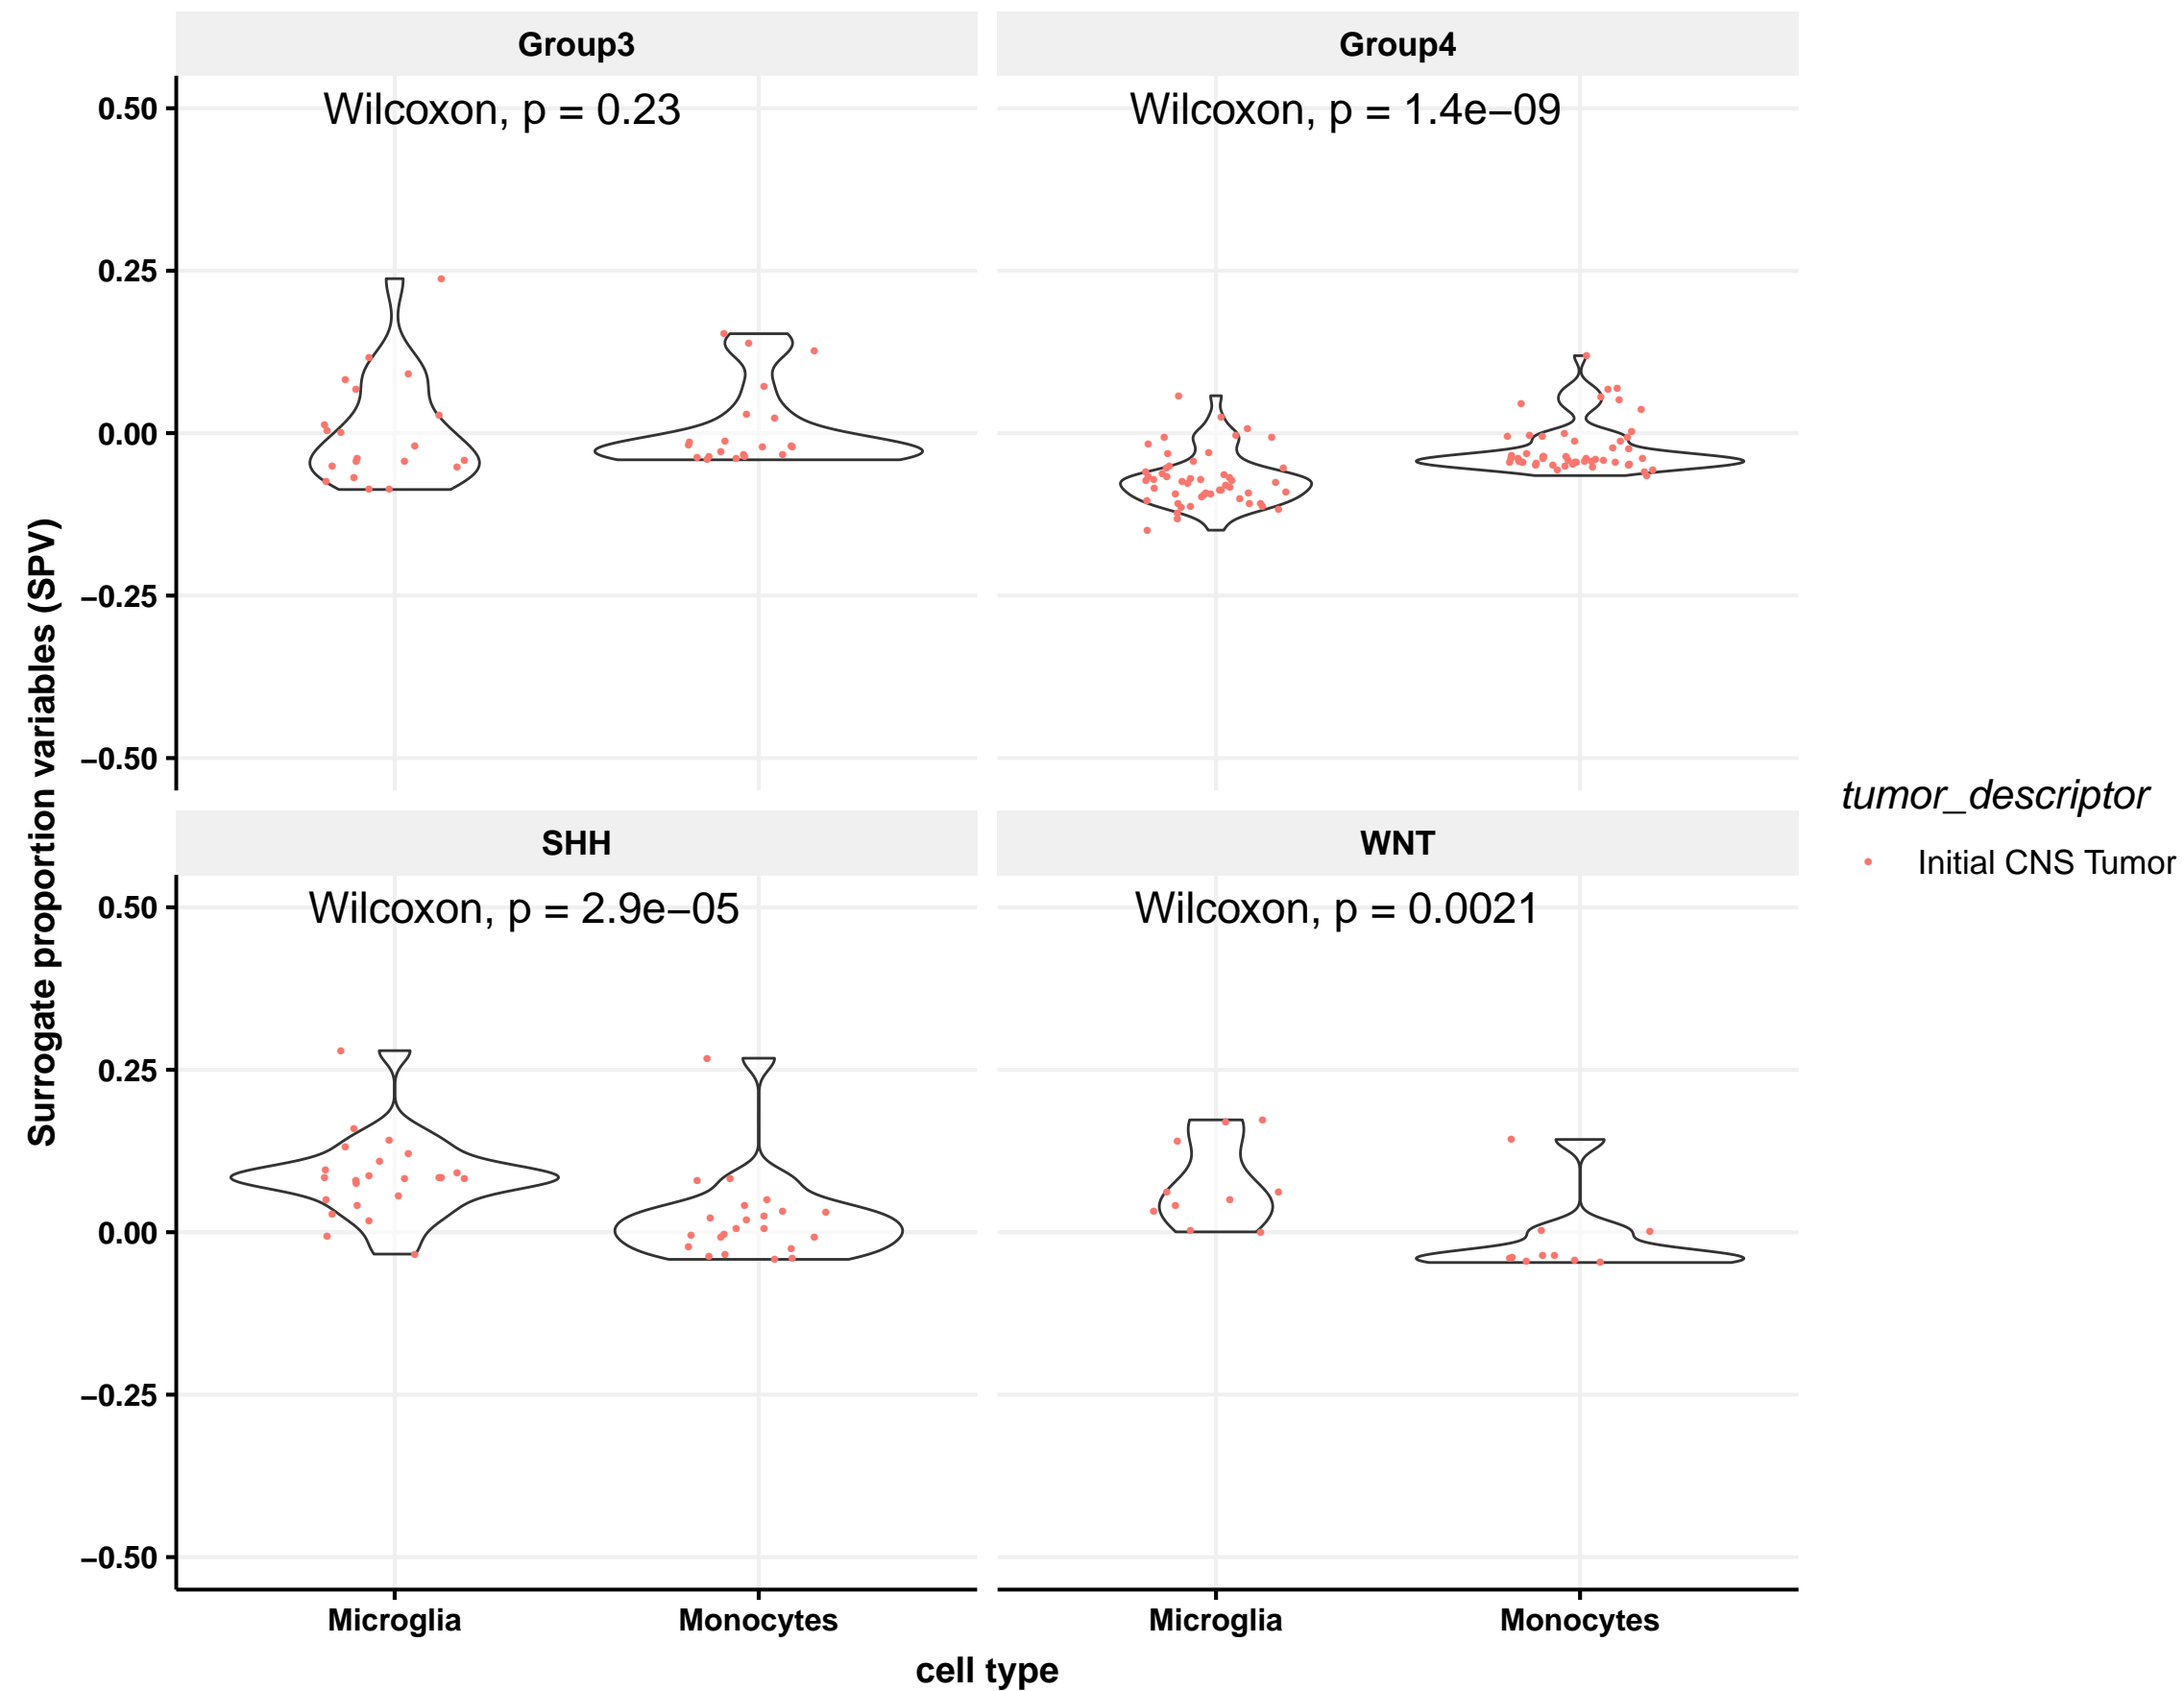 Group3
Group4
Wilcoxon, p = 0.23
Wilcoxon, p = 1.4e−09
0.50
0.25
0.00
−0.25
−0.50
Surrogate proportion variables (SPV)
SHH
WNT
Wilcoxon, p = 2.9e−05
Wilcoxon, p = 0.0021
0.50
0.25
0.00
−0.25
−0.50
Microglia
Monocytes
Microglia
Monocytes
cell type
tumor_descriptor
Initial CNS Tumor